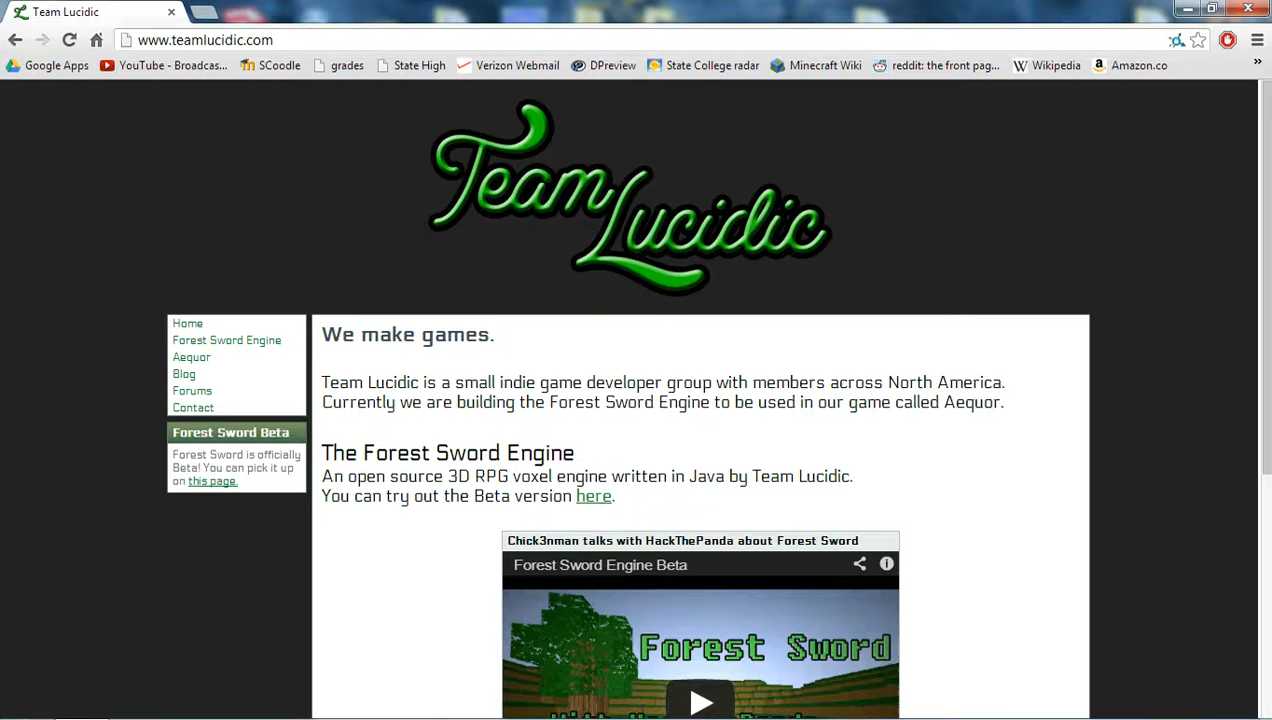 Team Lucidic
www.teamlucidic.com
Google Apps
YouTube - Broadcas...
SCoodle
grades
State High
Verizon Webmail
DPreview
State College radar
Minecraft Wiki
reddit: the front pag...
Wikipedia
Amazon.co
»
Team Lucidic
Home
Forest Sword Engine
Aequor
Blog
Forums
Contact
Forest Sword Beta
Forest Sword is officially
Beta! You can pick it up
on this page.
We make games.
Team Lucidic is a small indie game developer group with members across North America.
Currently we are building the Forest Sword Engine to be used in our game called Aequor.
The Forest Sword Engine
An open source 3D RPG voxel engine written in Java by Team Lucidic.
You can try out the Beta version here.
Chick3nman talks with HackThePanda about Forest Sword
Forest Sword Engine Beta
Forest Sword